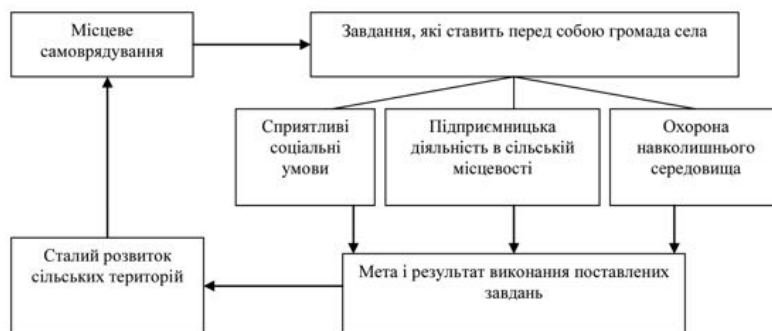 Місцеве
самоврядування
Завдання, які ставить перед собою громада села
Сприятливі
соціальні
умови
Підприємницька
діяльність в сільській
місцевості
Охорона
навколишнього
середовища
Сталий розвиток
сільських територій
Мета і результат виконання поставлених
завдань